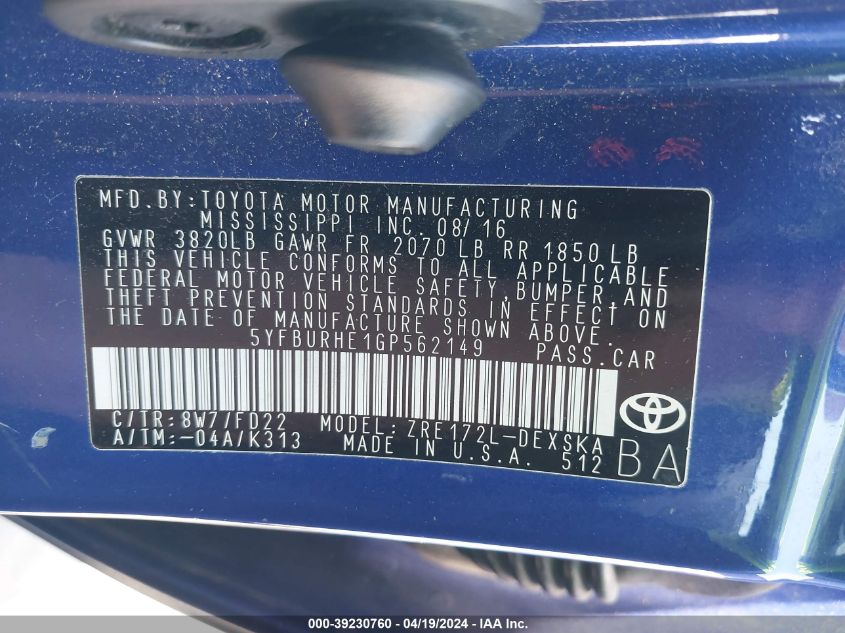 MFD.BY:TOYOTA MOTOR MANUFACTURING
MISSISSIPPI INC. 08/16
GVWR 3820LB GAWR FR 2070 LB RR 1850 LB
THIS VEHICLE CONFORMS TO ALL APPLICABLE
FEDERAL MOTOR VEHICLE SAFETY,BUMPER,AND
THEFT PREVENTION STANDARDS IN EFFECT ON
THE DATE OF MANUFACTURE SHOWN ABOVE.
5YFBURHE1GP562149 PASS.CAR
C/TR:8W7/FD22 MODEL:ZRE172L-DEXSKA
A/TM:-04A/K313 MADE IN U.S.A. 512 BA
000-39230760 - 04/19/2024 - IAA Inc.